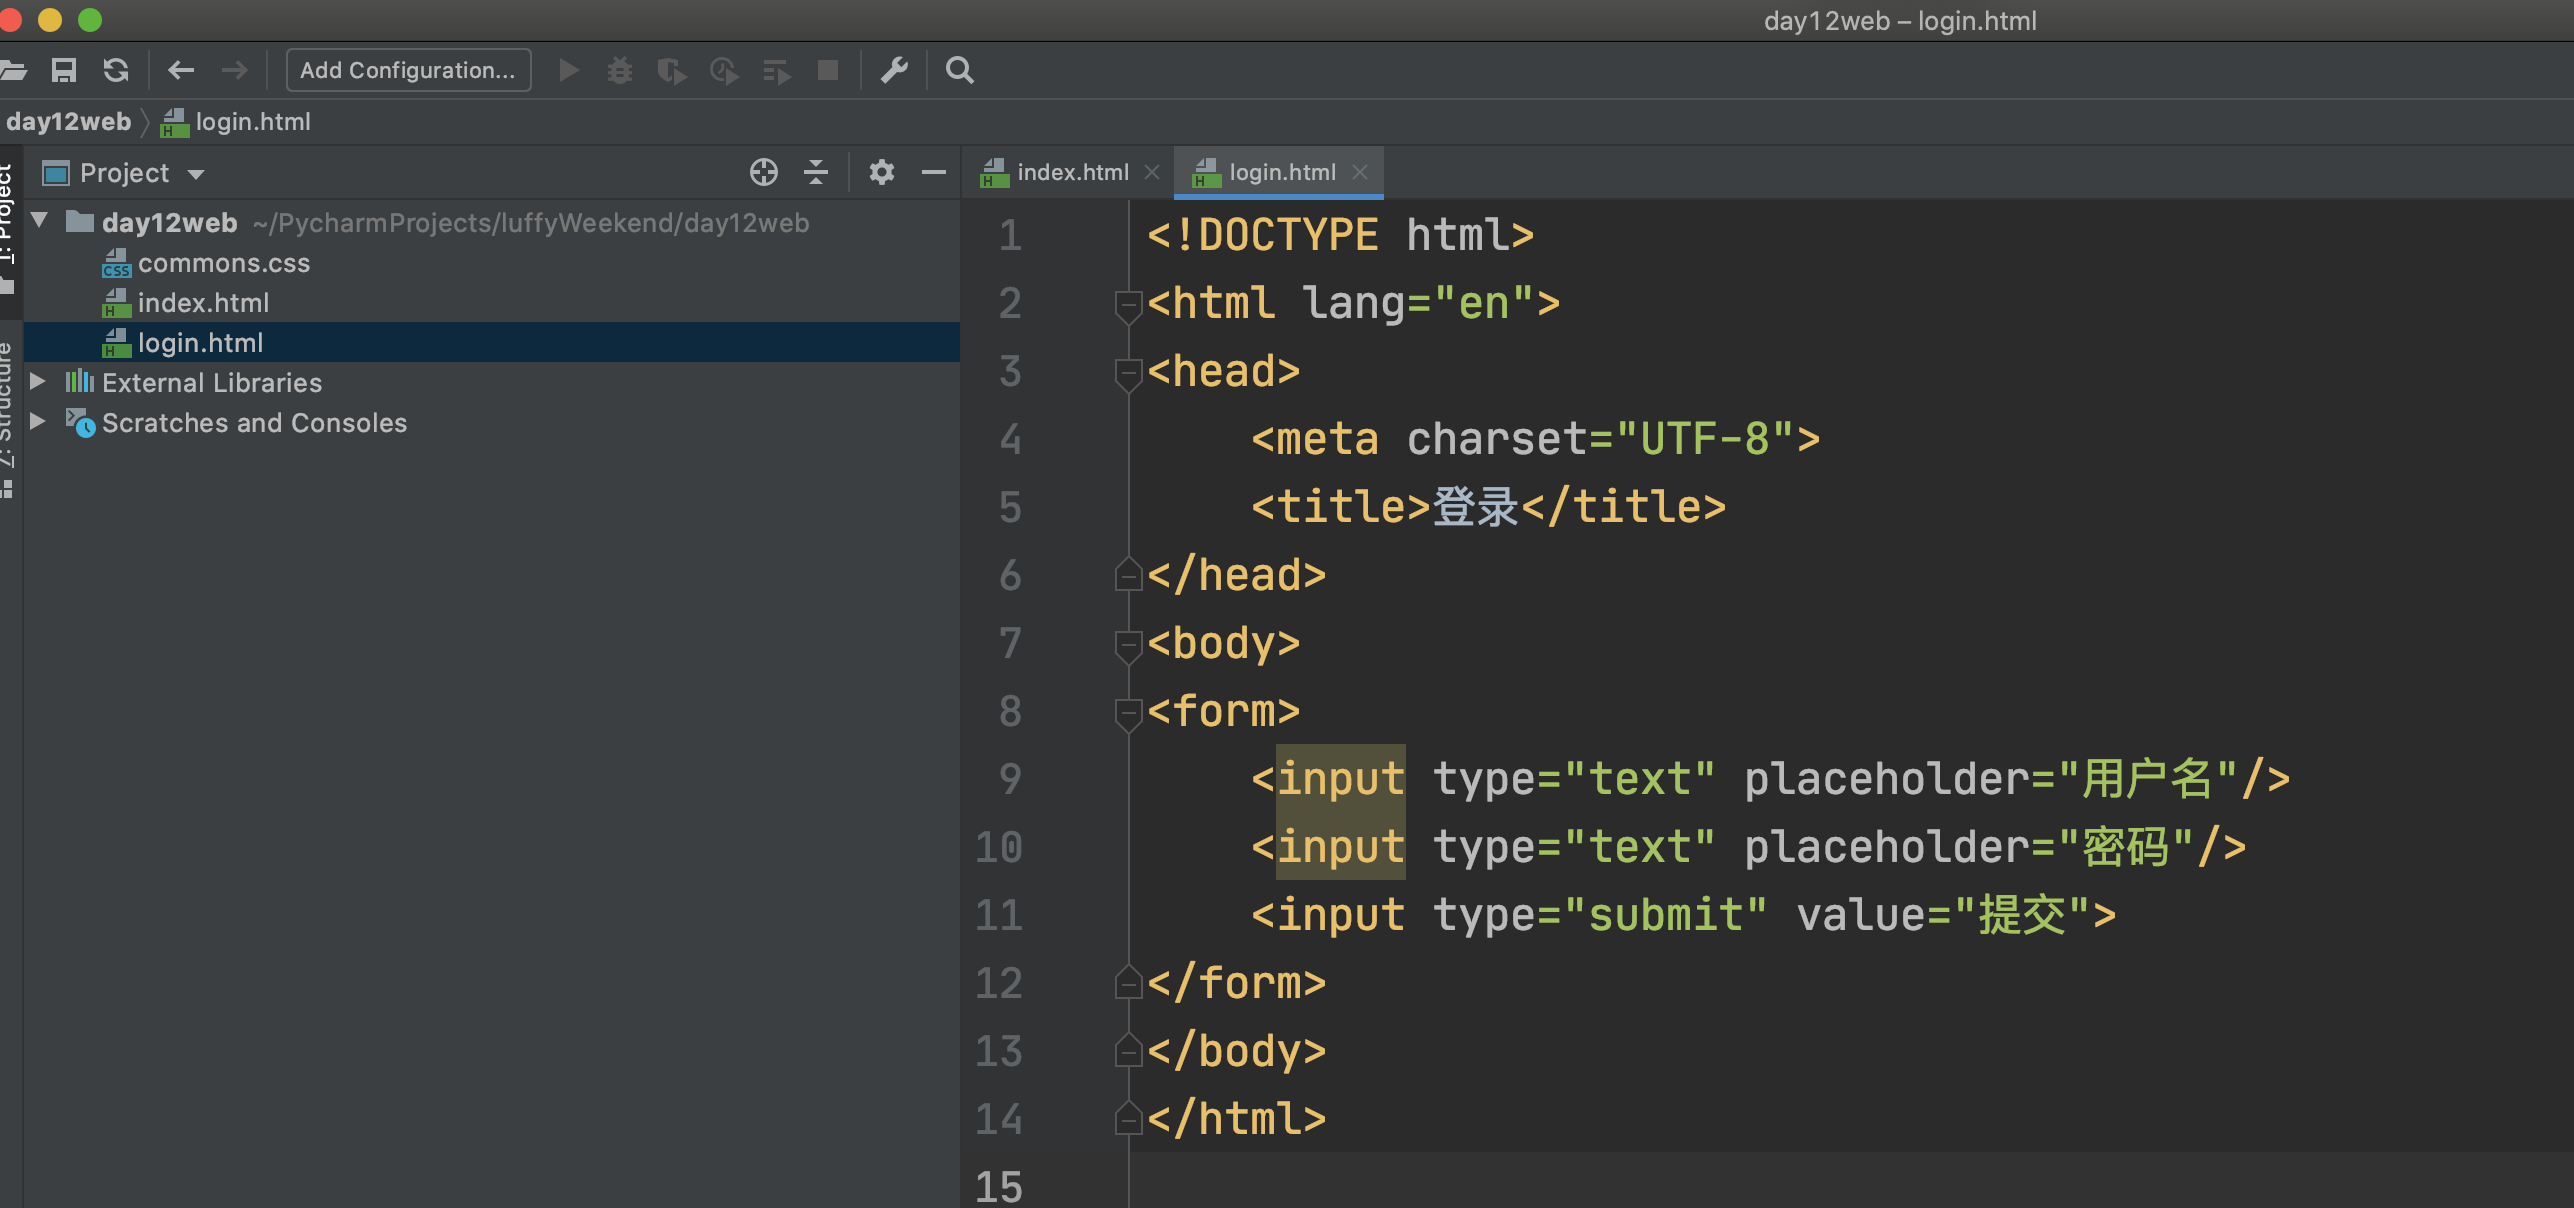 day12web – login.html
Add Configuration...
day12web login.html
Project
index.html login.html
1: Project
day12web ~/PycharmProjects/luffyWeekend/day12web
commons.css
index.html
login.html
External Libraries
Scratches and Consoles
Z: Structure
1 <!DOCTYPE html>
2 <html lang="en">
3 <head>
4 <meta charset="UTF-8">
5 <title>登录</title>
6 </head>
7 <body>
8 <form>
9 <input type="text" placeholder="用户名"/>
10 <input type="text" placeholder="密码"/>
11 <input type="submit" value="提交">
12 </form>
13 </body>
14 </html>
15